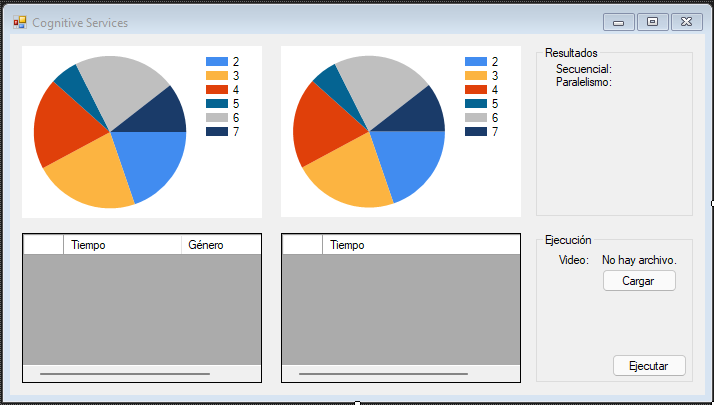 Cognitive Services
2
3
4
5
6
7
2
3
4
5
6
7
Resultados
Secuencial:
Paralelismo:
Tiempo Género
Tiempo
Ejecución
Video: No hay archivo.
Cargar
Ejecutar